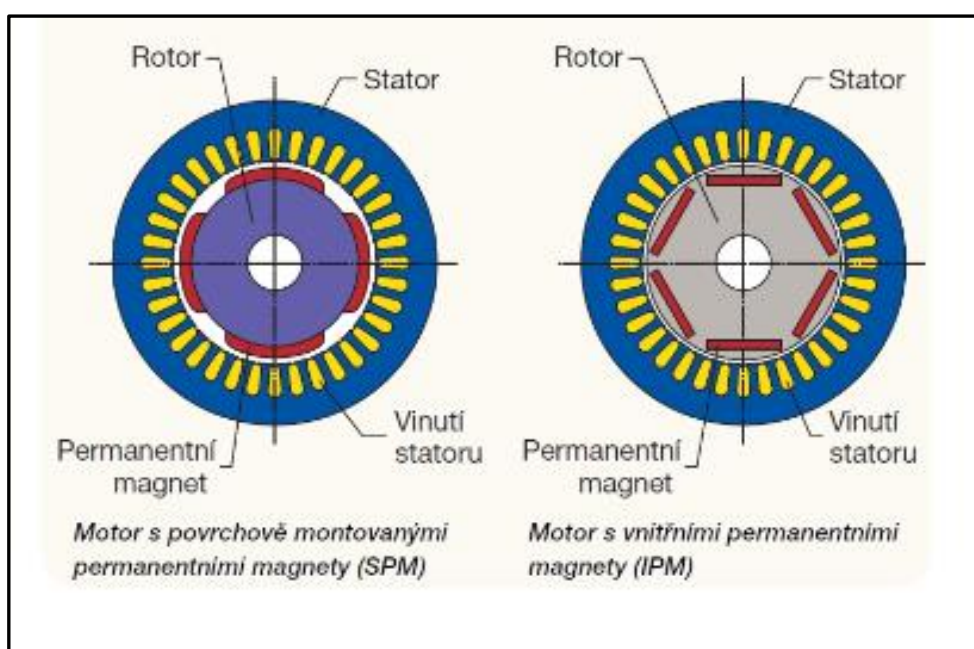 Rotor
Stator
Permanentní
magnet
Vinutí
statoru
Motor s povrchově montovanými
permanentními magnety (SPM)
Rotor
Stator
Permanentní
magnet
Vinutí
statoru
Motor s vnitřními permanentními
magnety (IPM)